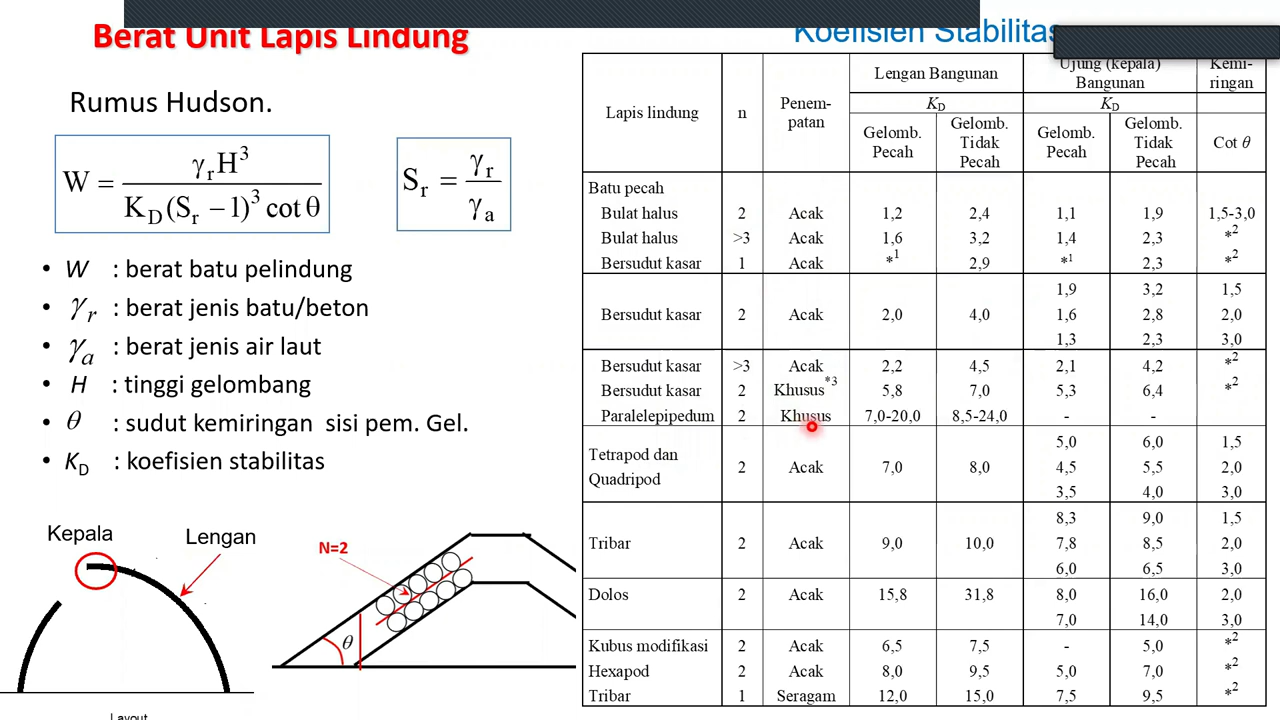 Berat Unit Lapis Lindung
Rumus Hudson.
W = γrH³ / KD(Sr – 1)³ cot θ
Sr = γr / γa
• W : berat batu pelindung
• γr : berat jenis batu/beton
• γa : berat jenis air laut
• H : tinggi gelombang
• θ : sudut kemiringan sisi pem. Gel.
• KD : koefisien stabilitas
Kepala
Lengan
Layout
N=2
θ
Koefisien Stabilitas
Lapis lindung n Penem-patan Lengan Bangunan Ujung (kepala) Bangunan Kemi-ringan
KD KD
Gelomb. Pecah Gelomb. Tidak Pecah Gelomb. Pecah Gelomb. Tidak Pecah Cot θ
Batu pecah
Bulat halus 2 Acak 1,2 2,4 1,1 1,9 1,5-3,0
Bulat halus >3 Acak 1,6 3,2 1,4 2,3 *2
Bersudut kasar 1 Acak *1 2,9 *1 2,3 *2
1,9 3,2 1,5
Bersudut kasar 2 Acak 2,0 4,0 1,6 2,8 2,0
1,3 2,3 3,0
Bersudut kasar >3 Acak 2,2 4,5 2,1 4,2 *2
Bersudut kasar 2 Khusus*3 5,8 7,0 5,3 6,4 *2
Paralelepipedum 2 Khusus 7,0-20,0 8,5-24,0 - -
5,0 6,0 1,5
Tetrapod dan Quadripod 2 Acak 7,0 8,0 4,5 5,5 2,0
3,5 4,0 3,0
8,3 9,0 1,5
Tribar 2 Acak 9,0 10,0 7,8 8,5 2,0
6,0 6,5 3,0
Dolos 2 Acak 15,8 31,8 8,0 16,0 2,0
7,0 14,0 3,0
Kubus modifikasi 2 Acak 6,5 7,5 - 5,0 *2
Hexapod 2 Acak 8,0 9,5 5,0 7,0 *2
Tribar 1 Seragam 12,0 15,0 7,5 9,5 *2